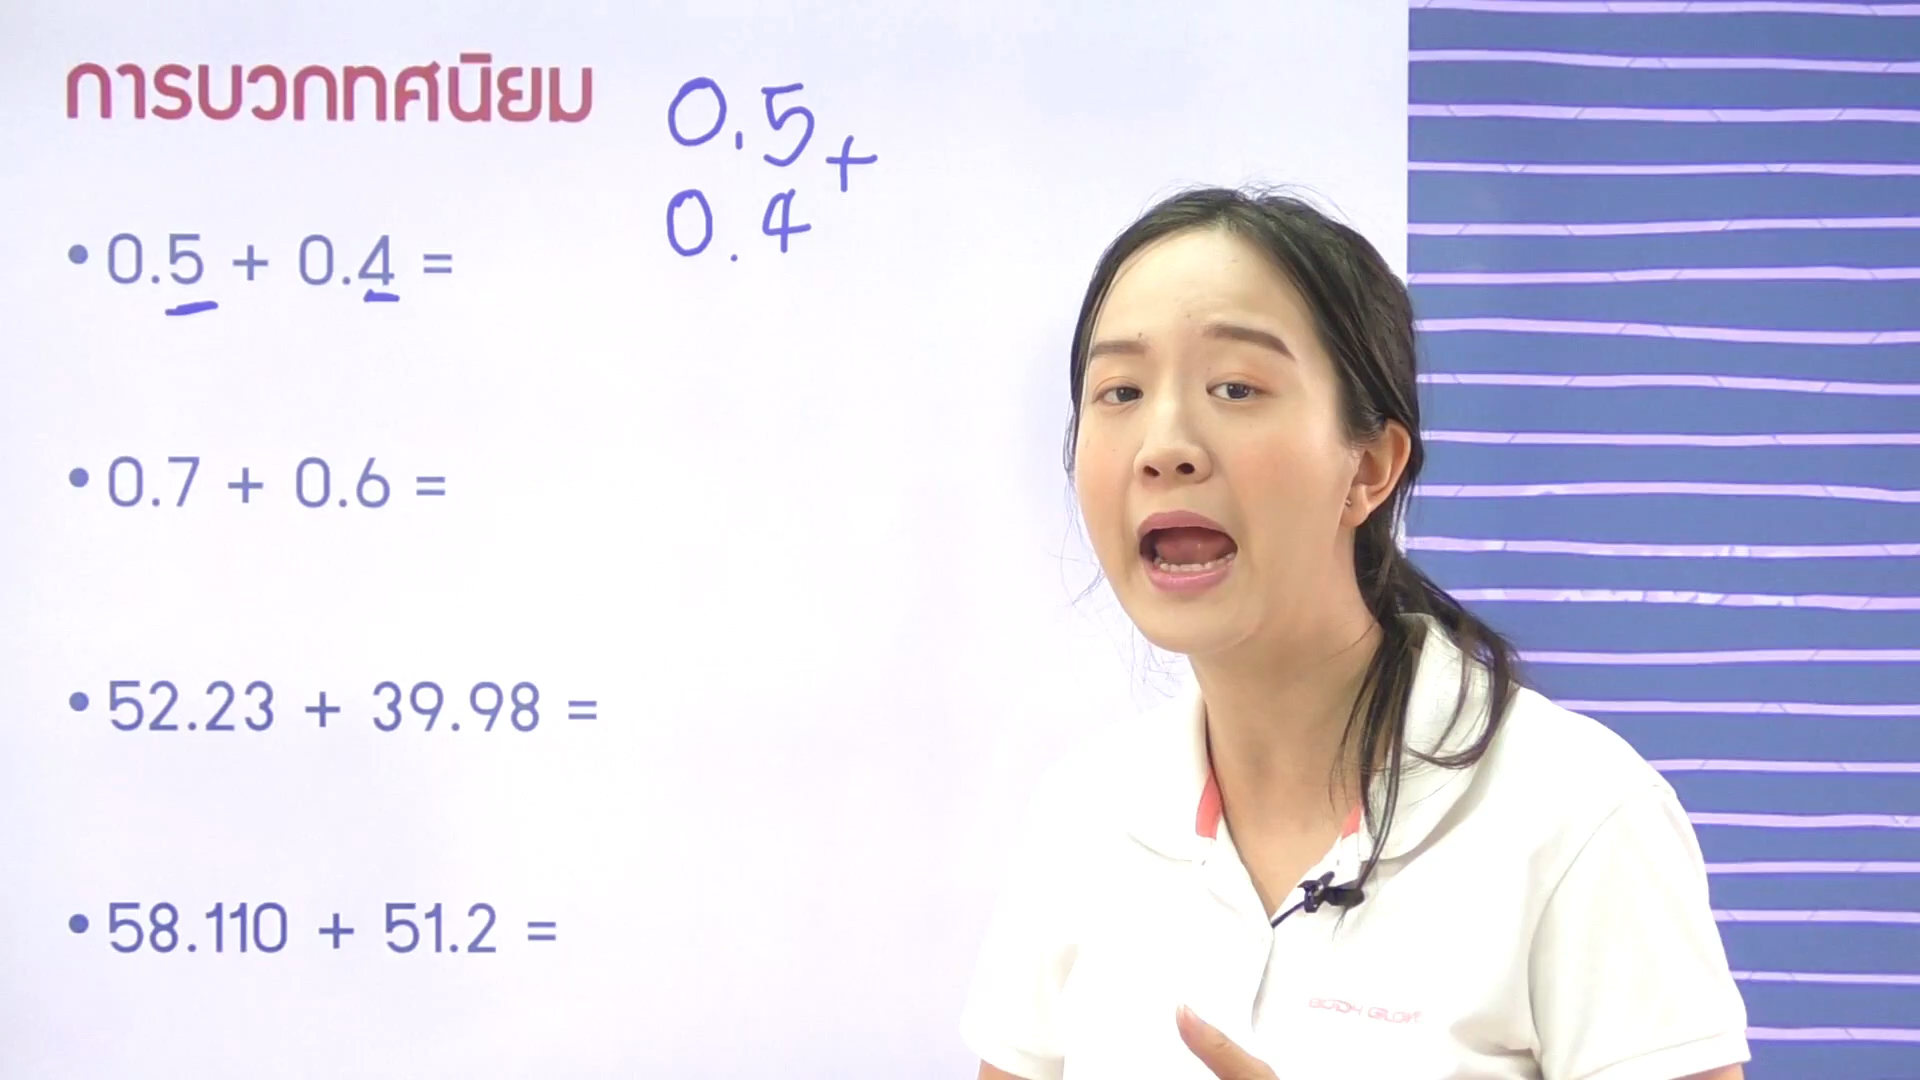 การบวกทศนิยม
0.5 +
0.4
• 0.5 + 0.4 =
• 0.7 + 0.6 =
• 52.23 + 39.98 =
• 58.110 + 51.2 =